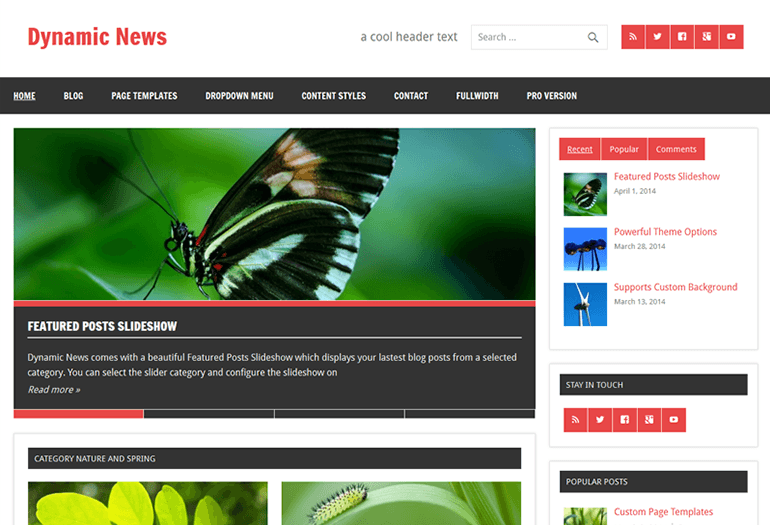 Dynamic News
a cool header text
Search ...
HOME
BLOG
PAGE TEMPLATES
DROPDOWN MENU
CONTENT STYLES
CONTACT
FULLWIDTH
PRO VERSION
FEATURED POSTS SLIDESHOW
Dynamic News comes with a beautiful Featured Posts Slideshow which displays your lastest blog posts from a selected
category. You can select the slider category and configure the slideshow on
Read more »
CATEGORY NATURE AND SPRING
Recent
Popular
Comments
Featured Posts Slideshow
April 1, 2014
Powerful Theme Options
March 28, 2014
Supports Custom Background
March 13, 2014
STAY IN TOUCH
POPULAR POSTS
Custom Page Templates